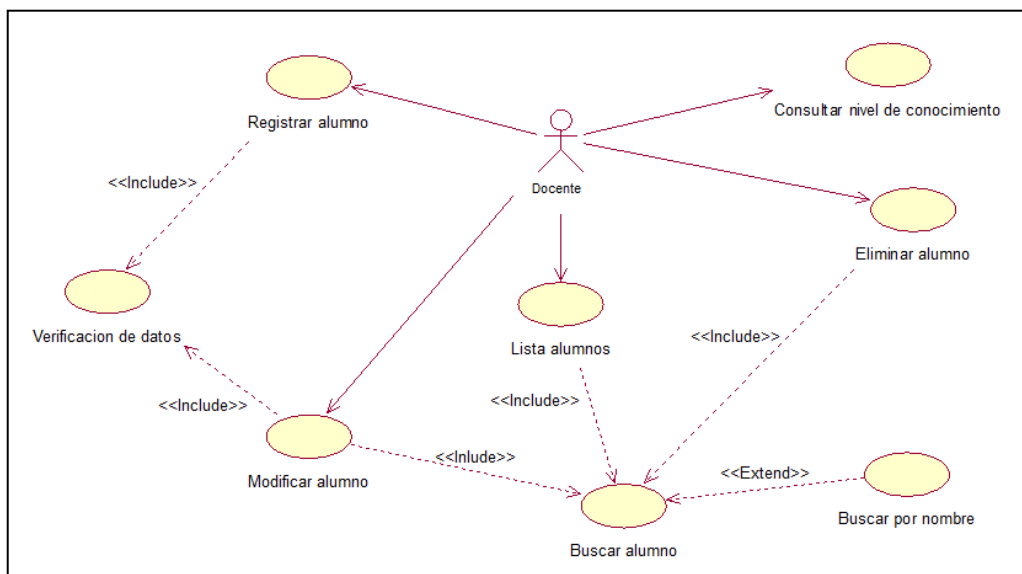 Registrar alumno
Consultar nivel de conocimiento
<<Include>>
Docente
Eliminar alumno
Verificacion de datos
Lista alumnos
<<Include>>
<<Include>>
<<Include>>
Modificar alumno
<<Inlude>>
<<Extend>>
Buscar por nombre
Buscar alumno